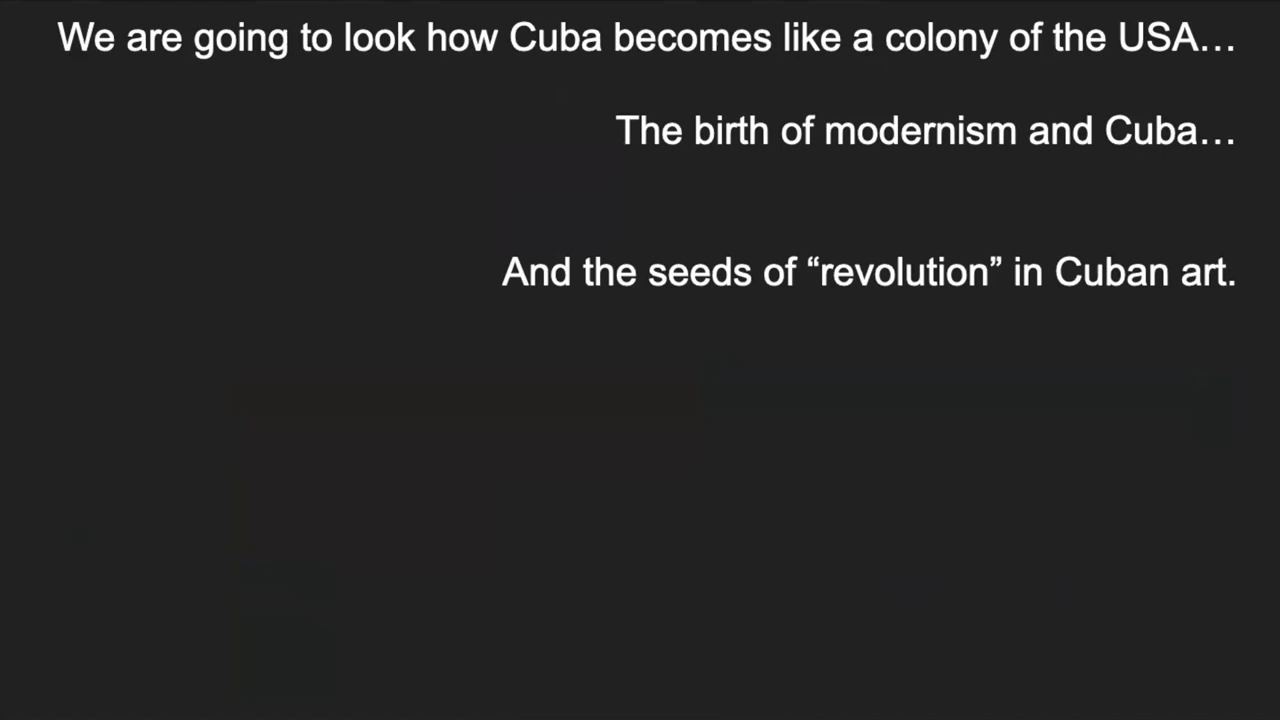 We are going to look how Cuba becomes like a colony of the USA…
The birth of modernism and Cuba…
And the seeds of “revolution” in Cuban art.